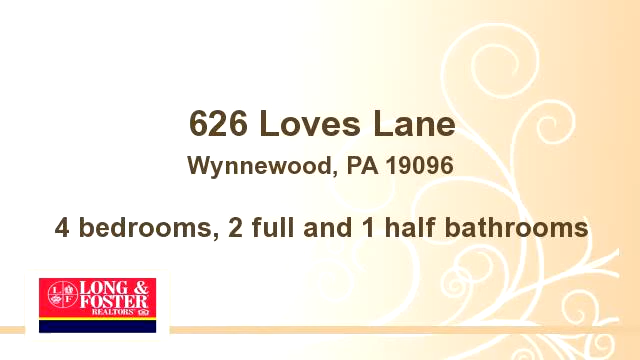 626 Loves Lane
Wynnewood, PA 19096
4 bedrooms, 2 full and 1 half bathrooms
LONG &
FOSTER
REALTORS